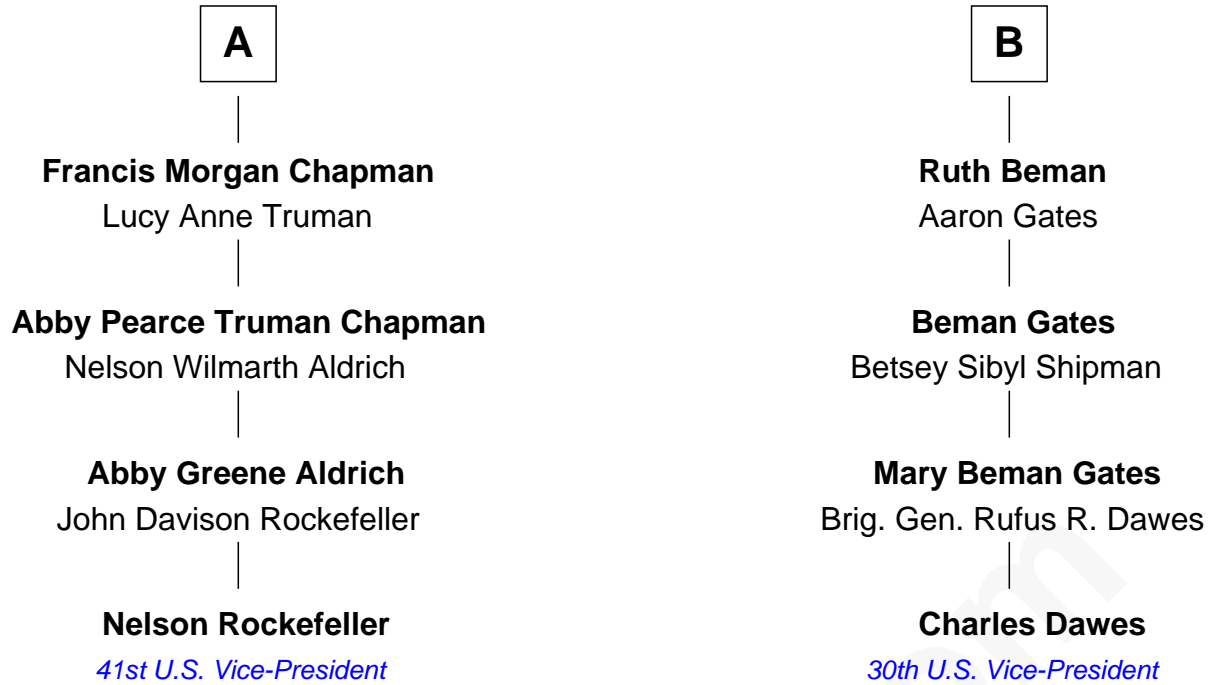 A
B
Francis Morgan Chapman
Lucy Anne Truman
Ruth Beman
Aaron Gates
Abby Pearce Truman Chapman
Nelson Wilmarth Aldrich
Beman Gates
Betsey Sibyl Shipman
Abby Greene Aldrich
John Davison Rockefeller
Mary Beman Gates
Brig. Gen. Rufus R. Dawes
Nelson Rockefeller
41st U.S. Vice-President
Charles Dawes
30th U.S. Vice-President